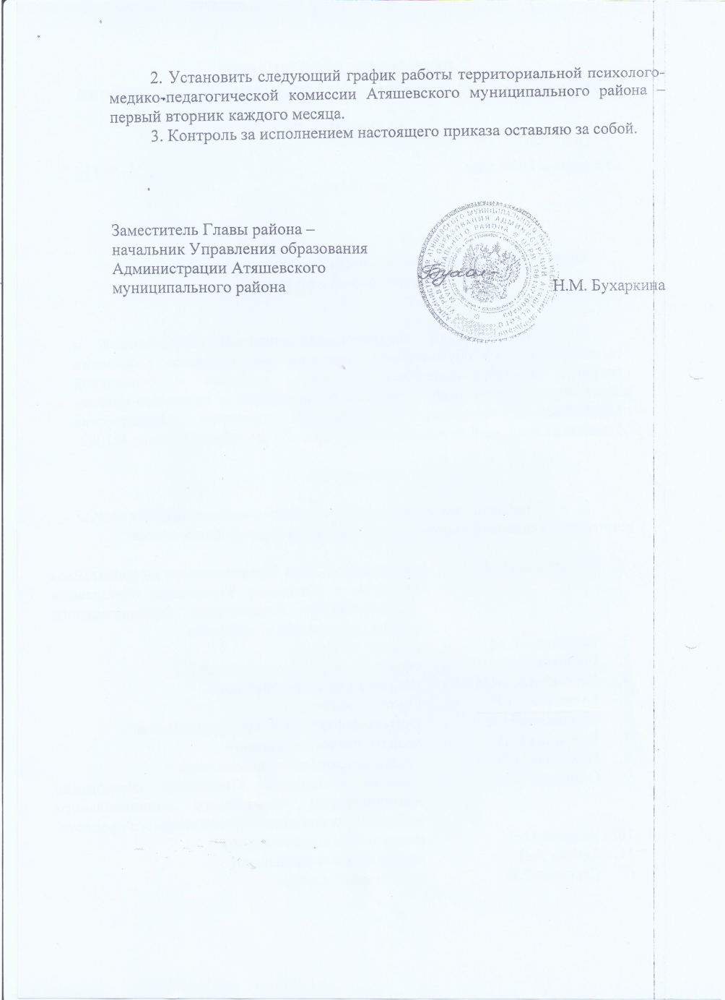 2. Установить следующий график работы территориальной психолого-
медико-педагогической комиссии Атяшевского муниципального района –
первый вторник каждого месяца.
3. Контроль за исполнением настоящего приказа оставляю за собой.
Заместитель Главы района –
начальник Управления образования
Администрации Атяшевского
муниципального района
Н.М. Бухаркина